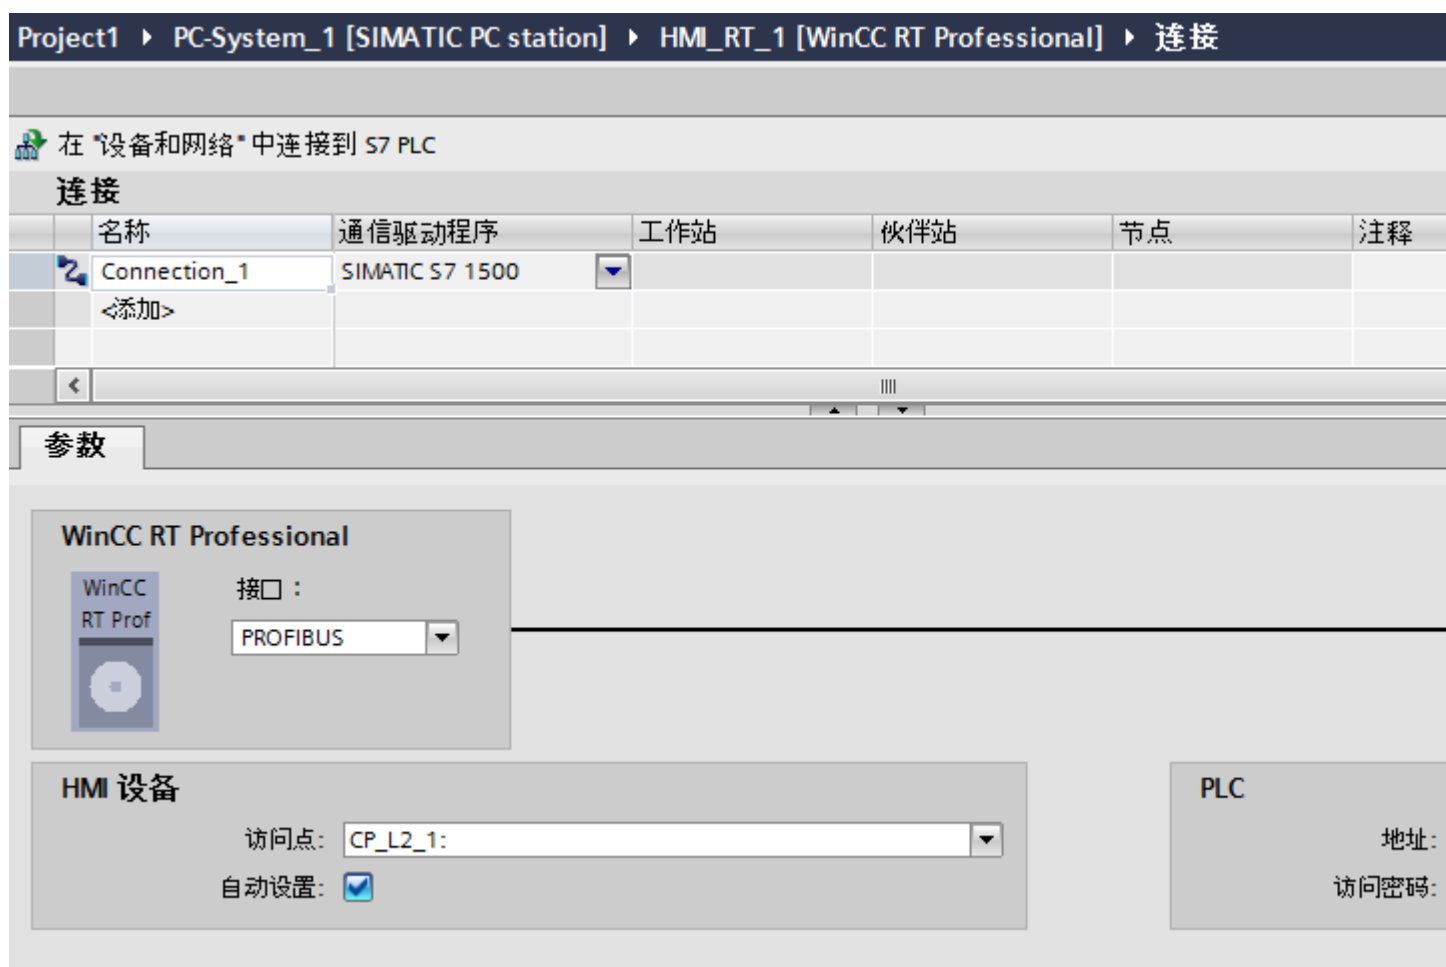 Project1 ▸ PC-System_1 [SIMATIC PC station] ▸ HMI_RT_1 [WinCC RT Professional] ▸ 连接
在 "设备和网络" 中连接到 S7 PLC
连接
名称 通信驱动程序 工作站 伙伴站 节点 注释
Connection_1 SIMATIC S7 1500
<添加>
参数
WinCC RT Professional
WinCC
RT Prof
接口：
PROFIBUS
HMI 设备
访问点: CP_L2_1:
自动设置:
PLC
地址:
访问密码: